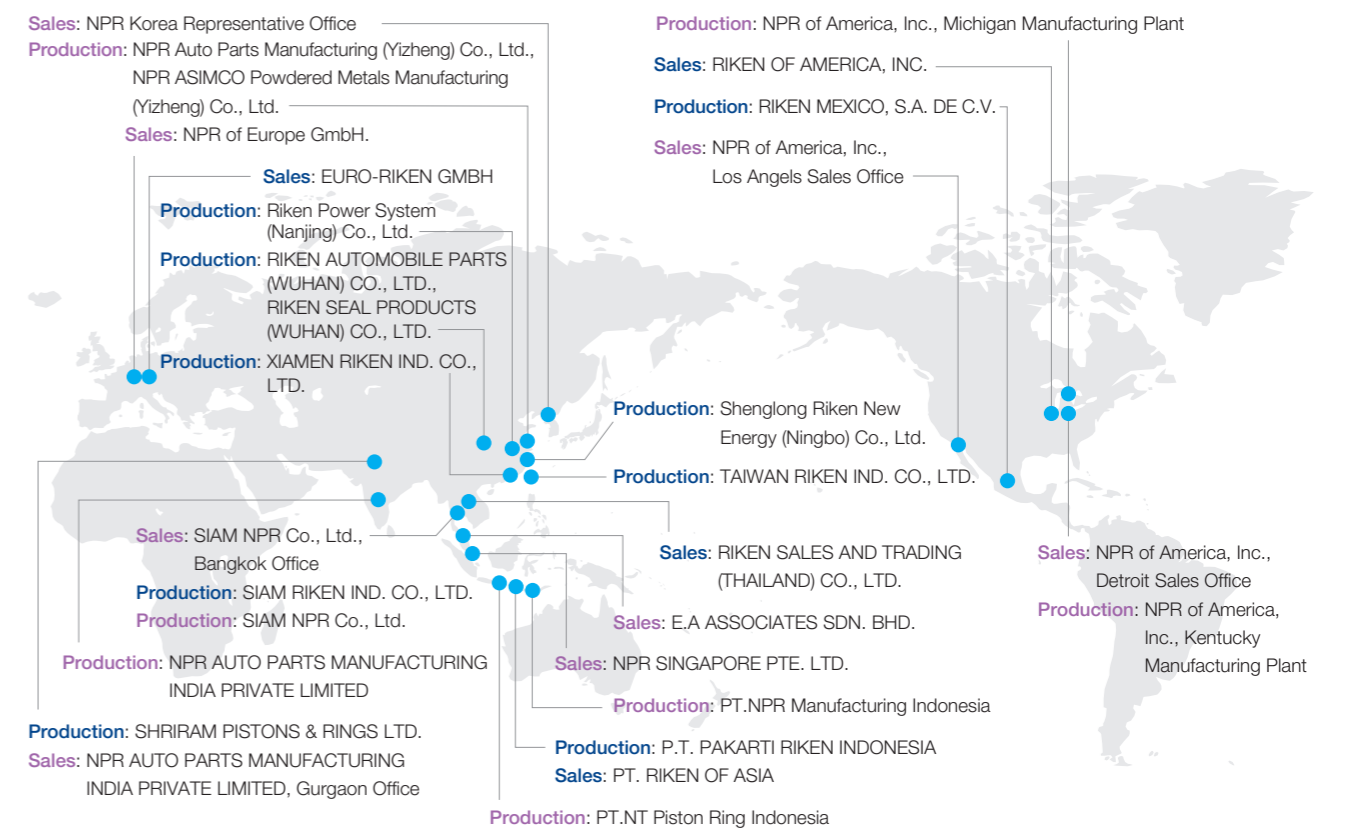 Sales: NPR Korea Representative Office
Production: NPR Auto Parts Manufacturing (Yizheng) Co., Ltd.,
NPR ASIMCO Powdered Metals Manufacturing
(Yizheng) Co., Ltd.
Sales: NPR of Europe GmbH.
Sales: EURO-RIKEN GMBH
Production: Riken Power System
(Nanjing) Co., Ltd.
Production: RIKEN AUTOMOBILE PARTS
(WUHAN) CO., LTD.,
RIKEN SEAL PRODUCTS
(WUHAN) CO., LTD.
Production: XIAMEN RIKEN IND. CO.,
LTD.
Production: NPR of America, Inc., Michigan Manufacturing Plant
Sales: RIKEN OF AMERICA, INC.
Production: RIKEN MEXICO, S.A. DE C.V.
Sales: NPR of America, Inc.,
Los Angels Sales Office
Production: Shenglong Riken New
Energy (Ningbo) Co., Ltd.
Production: TAIWAN RIKEN IND. CO., LTD.
Sales: SIAM NPR Co., Ltd.,
Bangkok Office
Production: SIAM RIKEN IND. CO., LTD.
Production: SIAM NPR Co., Ltd.
Production: NPR AUTO PARTS MANUFACTURING
INDIA PRIVATE LIMITED
Production: SHRIRAM PISTONS & RINGS LTD.
Sales: NPR AUTO PARTS MANUFACTURING
INDIA PRIVATE LIMITED, Gurgaon Office
Sales: RIKEN SALES AND TRADING
(THAILAND) CO., LTD.
Sales: E.A ASSOCIATES SDN. BHD.
Sales: NPR SINGAPORE PTE. LTD.
Production: PT.NPR Manufacturing Indonesia
Production: P.T. PAKARTI RIKEN INDONESIA
Sales: PT. RIKEN OF ASIA
Production: PT.NT Piston Ring Indonesia
Sales: NPR of America, Inc.,
Detroit Sales Office
Production: NPR of America,
Inc., Kentucky
Manufacturing Plant